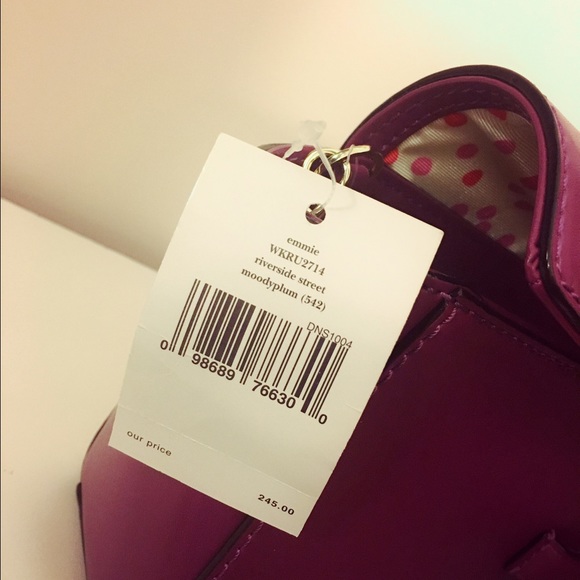 emmie
WKRU2714
riverside street
moodyplum (542)
DNS1004
0 98689 76630 0
our price
245.00